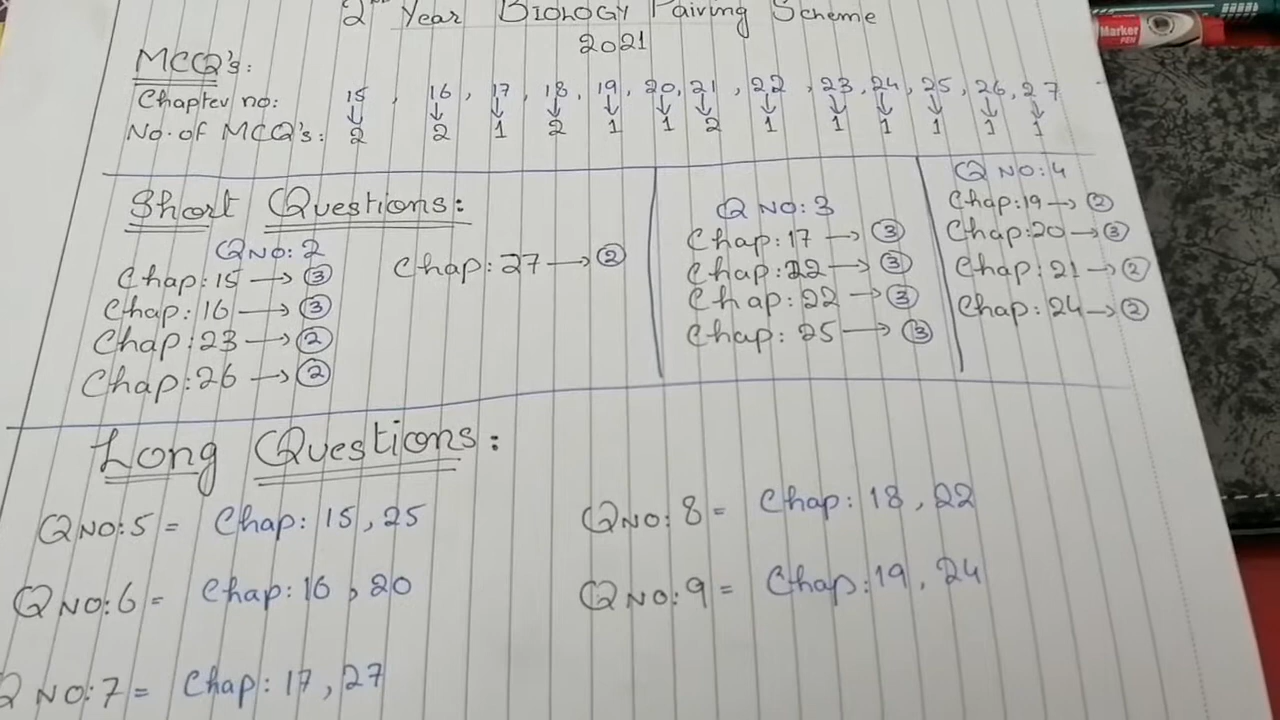 2nd Year Biology Pairing Scheme
2021
MCQ's:
Chapter no: 15, 16, 17, 18, 19, 20, 21, 22, 23, 24, 25, 26, 27
↓ ↓ ↓ ↓ ↓ ↓ ↓ ↓ ↓ ↓ ↓ ↓ ↓
No. of MCQ's: 2 2 1 2 1 1 2 1 1 1 1 1 1
Short Questions:
Q NO: 2
Chap: 15 → 3
Chap: 16 → 3
Chap: 23 → 2
Chap: 26 → 2
Chap: 27 → 2
Q NO: 3
Chap: 17 → 3
Chap: 22 → 3
Chap: 22 → 3
Chap: 25 → 3
Q NO: 4
Chap: 19 → 2
Chap: 20 → 3
Chap: 21 → 2
Chap: 24 → 2
Long Questions:
Q NO: 5 = Chap: 15, 25
Q NO: 6 = Chap: 16, 20
Q NO: 7 = Chap: 17, 27
Q NO: 8 = Chap: 18, 22
Q NO: 9 = Chap: 19, 24
Marker
PEN